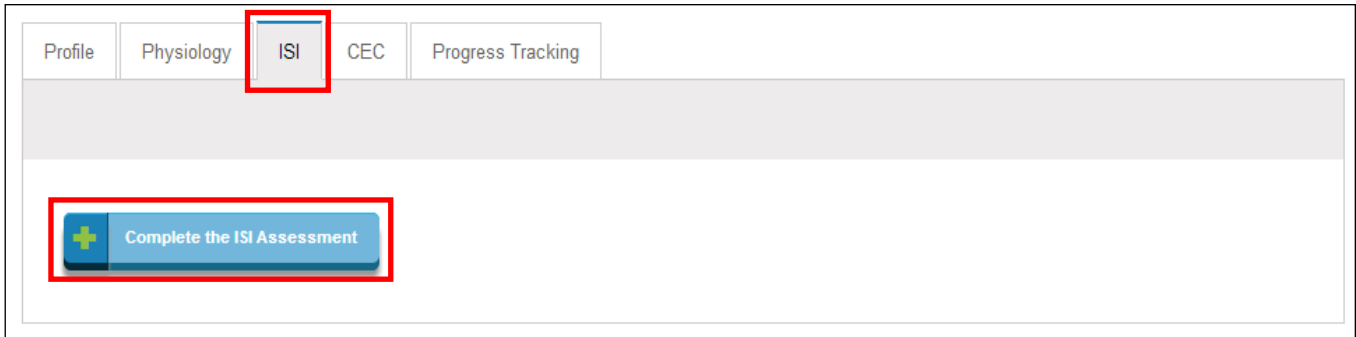 Profile Physiology ISI CEC Progress Tracking
Complete the ISI Assessment